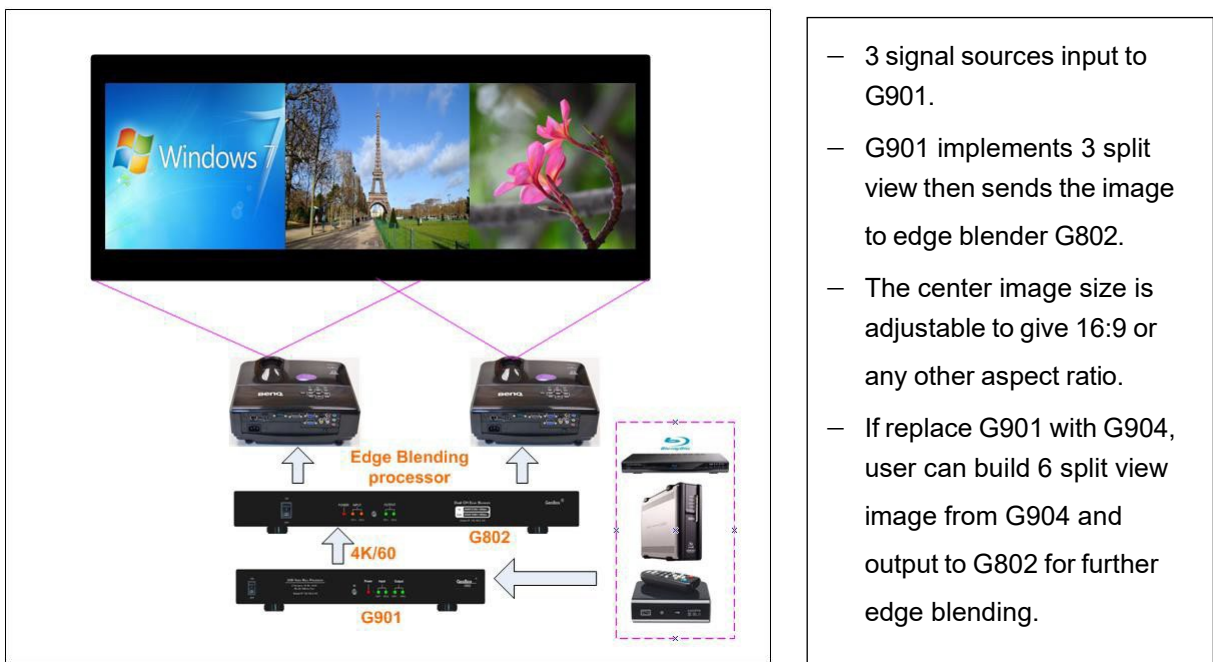 Windows 7
BenQ
BenQ
Edge Blending
processor
G802
4K/60
G901
– 3 signal sources input to
G901.
– G901 implements 3 split
view then sends the image
to edge blender G802.
– The center image size is
adjustable to give 16:9 or
any other aspect ratio.
– If replace G901 with G904,
user can build 6 split view
image from G904 and
output to G802 for further
edge blending.